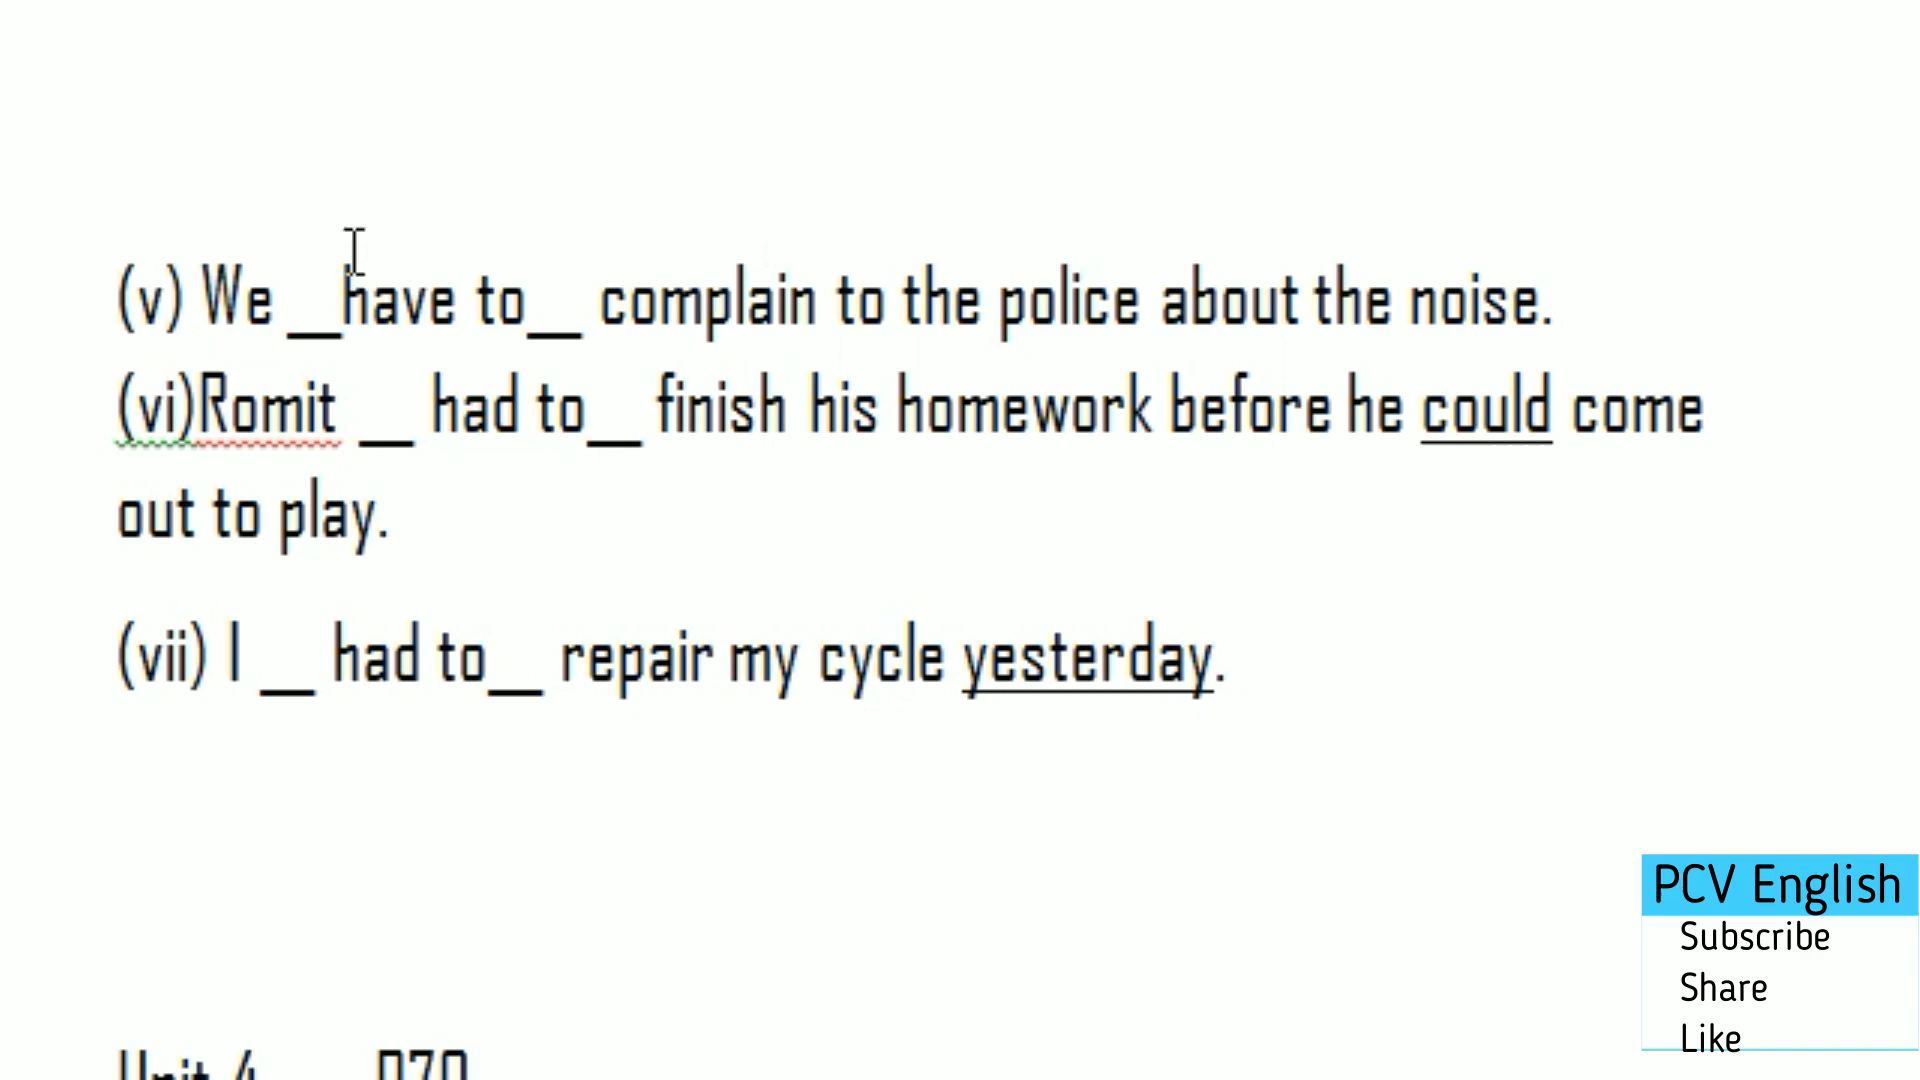 (v) We __have to__ complain to the police about the noise.
(vi)Romit __ had to__ finish his homework before he could come
out to play.
(vii) I __ had to__ repair my cycle yesterday.
PCV English
Subscribe
Share
Like
Unit 4